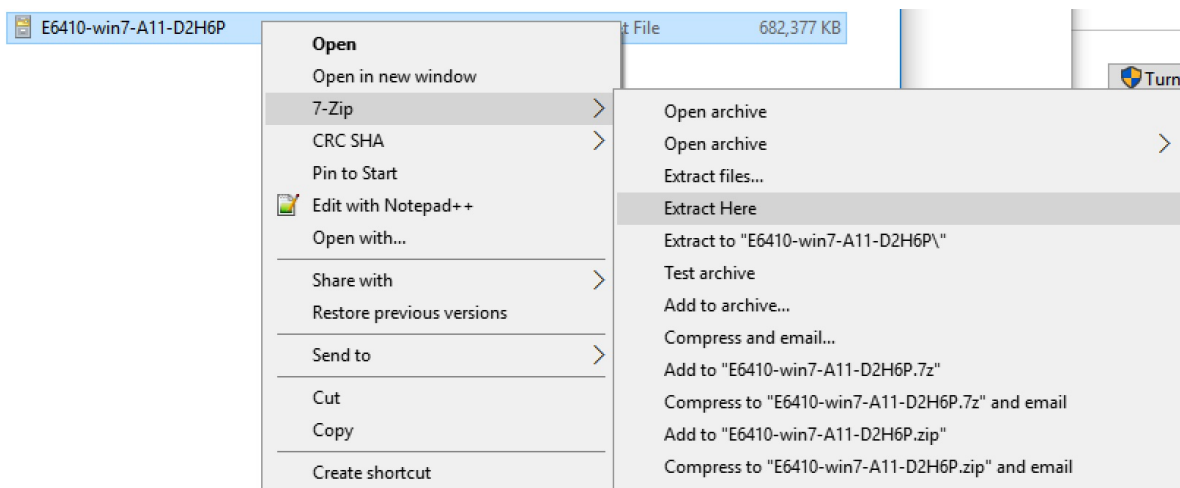 E6410-win7-A11-D2H6P
t File
682,377 KB
Open
Open in new window
7-Zip
CRC SHA
Pin to Start
Edit with Notepad++
Open with...
Share with
Restore previous versions
Send to
Cut
Copy
Create shortcut
Turn
Open archive
Open archive
Extract files...
Extract Here
Extract to "E6410-win7-A11-D2H6P\"
Test archive
Add to archive...
Compress and email...
Add to "E6410-win7-A11-D2H6P.7z"
Compress to "E6410-win7-A11-D2H6P.7z" and email
Add to "E6410-win7-A11-D2H6P.zip"
Compress to "E6410-win7-A11-D2H6P.zip" and email